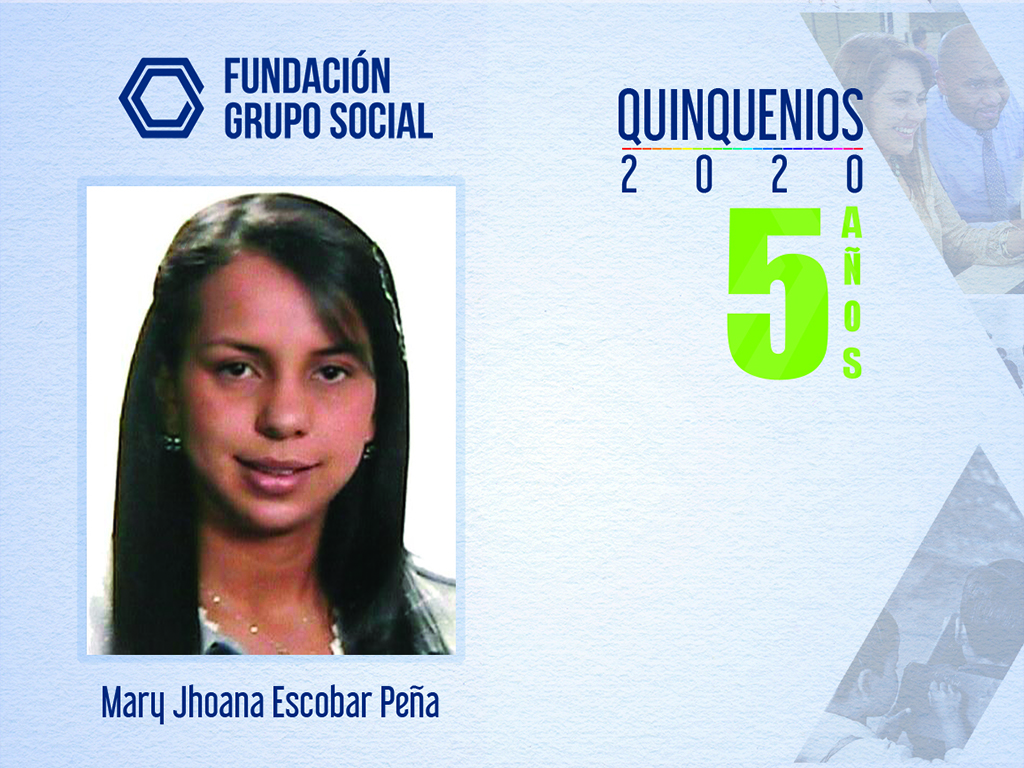 FUNDACIÓN
GRUPO SOCIAL
QUINQUENIOS
2020
5 AÑOS
Mary Jhoana Escobar Peña